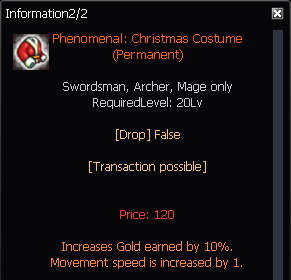 Information2/2
Phenomenal: Christmas Costume
(Permanent)
Swordsman, Archer, Mage only
RequiredLevel: 20Lv
[Drop] False
[Transaction possible]
Price: 120
Increases Gold earned by 10%.
Movement speed is increased by 1.